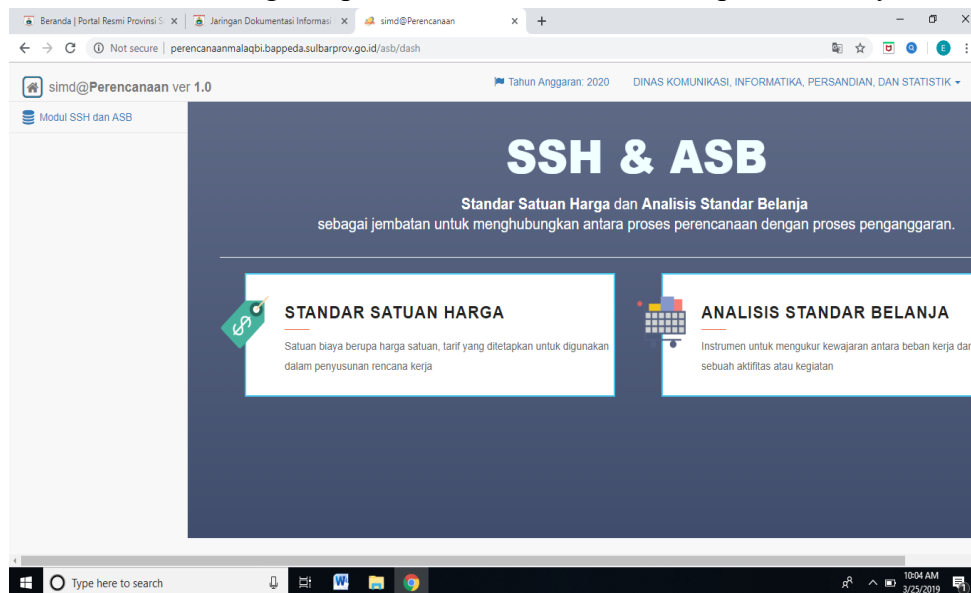 Beranda | Portal Resmi Provinsi S
Jaringan Dokumentasi Informasi
simd@Perencanaan
Not secure | perencanaanmalaqbi.bappeda.sulbarprov.go.id/asb/dash
simd@Perencanaan ver 1.0
Tahun Anggaran: 2020
DINAS KOMUNIKASI, INFORMATIKA, PERSANDIAN, DAN STATISTIK
Modul SSH dan ASB
SSH & ASB
Standar Satuan Harga dan Analisis Standar Belanja
sebagai jembatan untuk menghubungkan antara proses perencanaan dengan proses penganggaran.
STANDAR SATUAN HARGA
Satuan biaya berupa harga satuan, tarif yang ditetapkan untuk digunakan
dalam penyusunan rencana kerja
ANALISIS STANDAR BELANJA
Instrumen untuk mengukur kewajaran antara beban kerja dan
sebuah aktifitas atau kegiatan
Type here to search
10:04 AM
3/25/2019